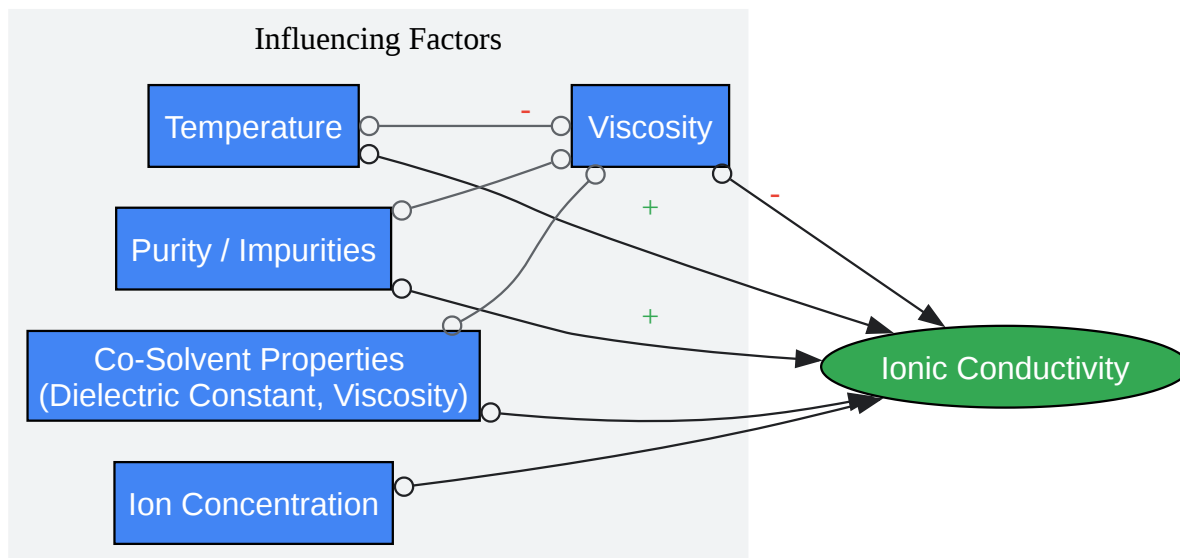 Influencing Factors
Temperature
-
Viscosity
+
-
Purity / Impurities
+
Co-Solvent Properties
(Dielectric Constant, Viscosity)
Ionic Conductivity
Ion Concentration